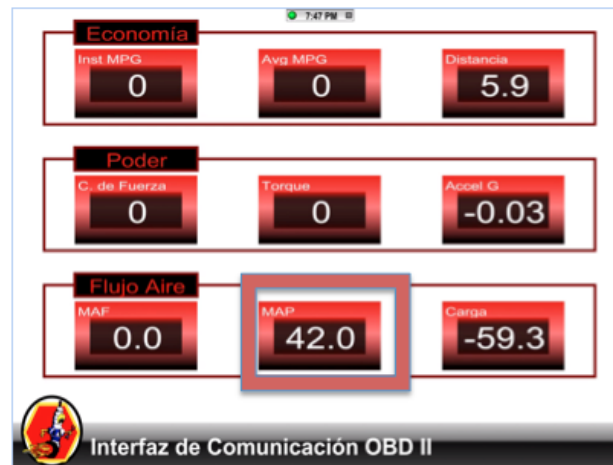 7:47 PM
Economía
Inst MPG
Avg MPG
Distancia
0
0
5.9
Poder
C. de Fuerza
Torque
Accel G
0
0
-0.03
Flujo Aire
MAF
MAP
Carga
0.0
42.0
-59.3
Interfaz de Comunicación OBD II